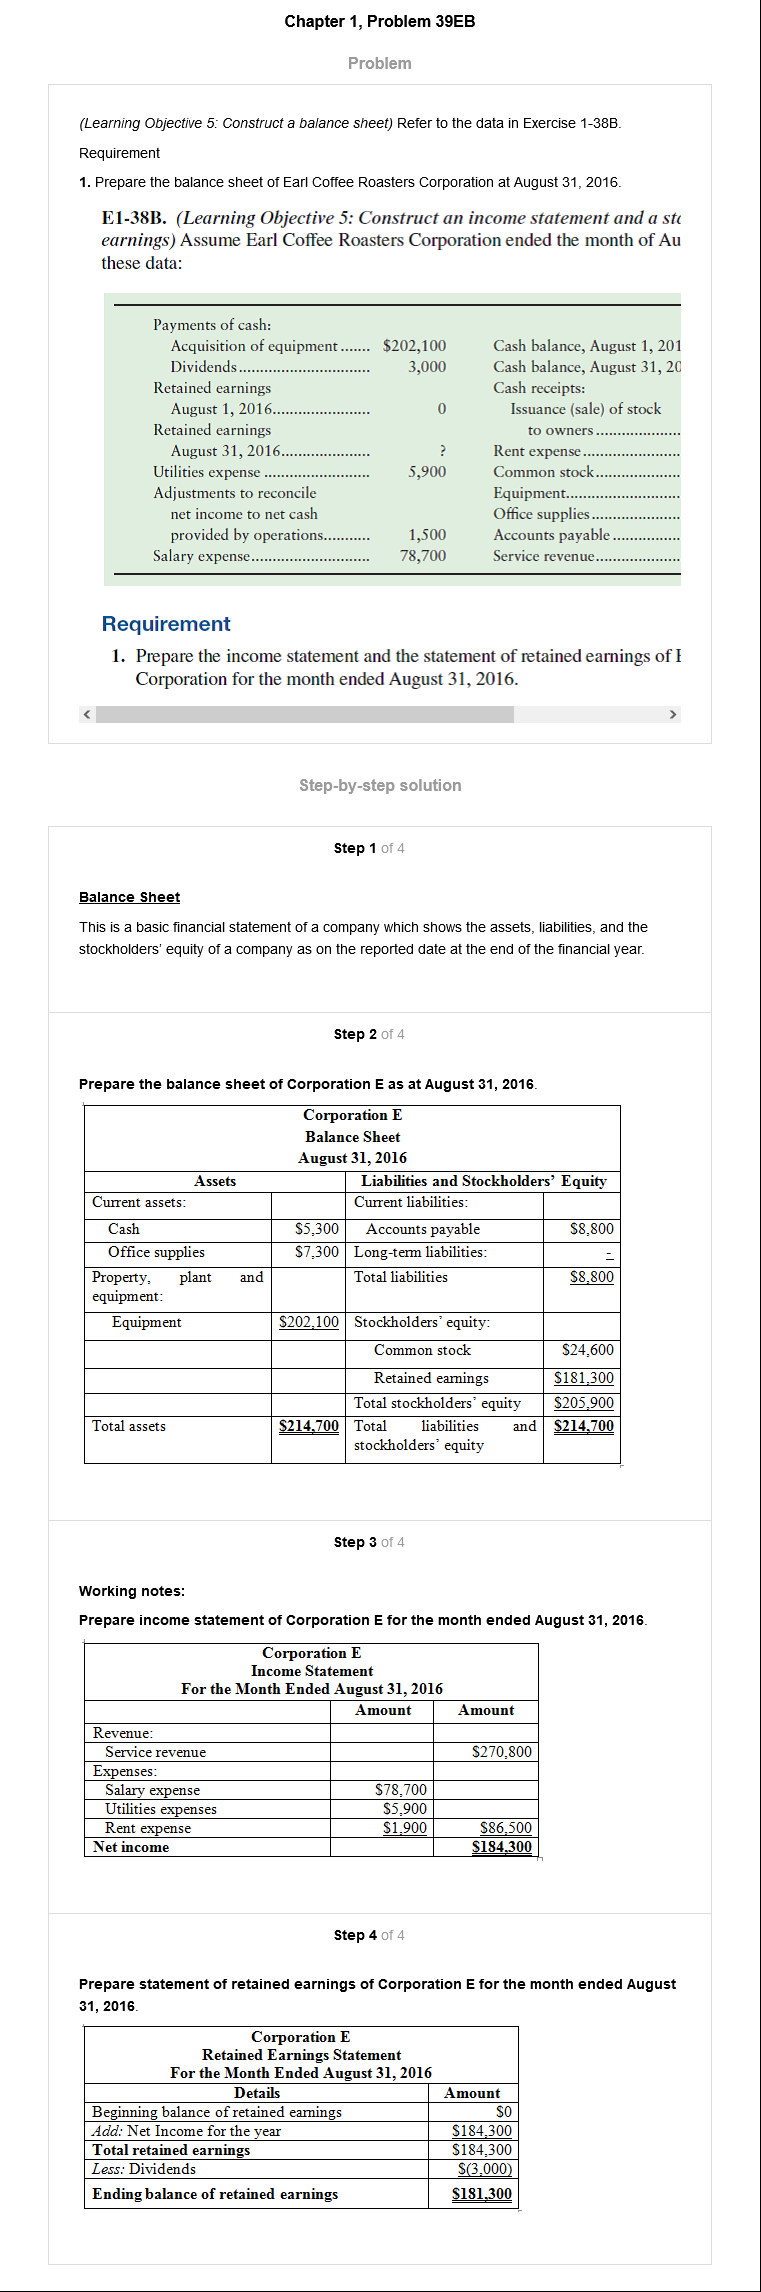 Chapter 1, Problem 39EB
Problem
(Learning Objective 5: Construct a balance sheet) Refer to the data in Exercise 1-38B.
Requirement
1. Prepare the balance sheet of Earl Coffee Roasters Corporation at August 31, 2016.
E1-38B. (Learning Objective 5: Construct an income statement and a sta
earnings) Assume Earl Coffee Roasters Corporation ended the month of Au
these data:
Payments of cash:
Acquisition of equipment ....... $202,100 Cash balance, August 1, 201
Dividends............................... 3,000 Cash balance, August 31, 20
Retained earnings Cash receipts:
August 1, 2016....................... 0 Issuance (sale) of stock
Retained earnings to owners ....................
August 31, 2016..................... ? Rent expense.......................
Utilities expense ......................... 5,900 Common stock....................
Adjustments to reconcile Equipment...........................
net income to net cash Office supplies .....................
provided by operations........... 1,500 Accounts payable ................
Salary expense............................ 78,700 Service revenue....................
Requirement
1. Prepare the income statement and the statement of retained earnings of E
Corporation for the month ended August 31, 2016.
Step-by-step solution
Step 1 of 4
Balance Sheet
This is a basic financial statement of a company which shows the assets, liabilities, and the
stockholders' equity of a company as on the reported date at the end of the financial year.
Step 2 of 4
Prepare the balance sheet of Corporation E as at August 31, 2016.
Corporation E
Balance Sheet
August 31, 2016
Assets Liabilities and Stockholders' Equity
Current assets: Current liabilities:
Cash $5,300 Accounts payable $8,800
Office supplies $7,300 Long-term liabilities: -
Property, plant and Total liabilities $8,800
equipment:
Equipment $202,100 Stockholders' equity:
Common stock $24,600
Retained earnings $181,300
Total stockholders' equity $205,900
Total assets $214,700 Total liabilities and $214,700
stockholders' equity
Step 3 of 4
Working notes:
Prepare income statement of Corporation E for the month ended August 31, 2016.
Corporation E
Income Statement
For the Month Ended August 31, 2016
Amount Amount
Revenue:
Service revenue $270,800
Expenses:
Salary expense $78,700
Utilities expenses $5,900
Rent expense $1,900 $86,500
Net income $184,300
Step 4 of 4
Prepare statement of retained earnings of Corporation E for the month ended August
31, 2016.
Corporation E
Retained Earnings Statement
For the Month Ended August 31, 2016
Details Amount
Beginning balance of retained earnings $0
Add: Net Income for the year $184,300
Total retained earnings $184,300
Less: Dividends $(3,000)
Ending balance of retained earnings $181,300